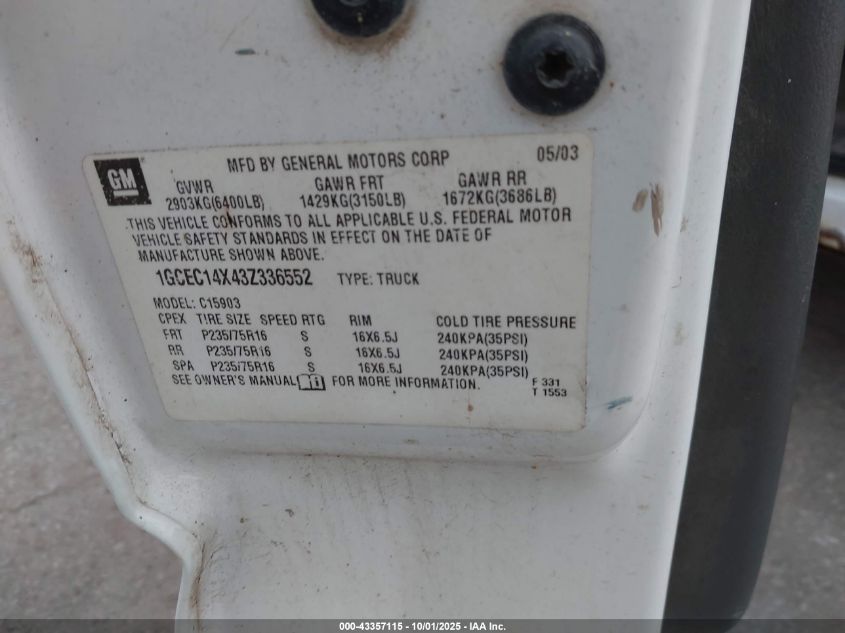 GM
MFD BY GENERAL MOTORS CORP 05/03
GVWR GAWR FRT GAWR RR
2903KG(6400LB) 1429KG(3150LB) 1672KG(3686LB)
THIS VEHICLE CONFORMS TO ALL APPLICABLE U.S. FEDERAL MOTOR
VEHICLE SAFETY STANDARDS IN EFFECT ON THE DATE OF
MANUFACTURE SHOWN ABOVE.
1GCEC14X43Z336552 TYPE: TRUCK
MODEL: C15903
CPEX TIRE SIZE SPEED RTG RIM COLD TIRE PRESSURE
FRT P235/75R16 S 16X6.5J 240KPA(35PSI)
RR P235/75R16 S 16X6.5J 240KPA(35PSI)
SPA P235/75R16 S 16X6.5J 240KPA(35PSI)
SEE OWNER'S MANUAL FOR MORE INFORMATION.
F 331
T 1553
000-43357115 - 10/01/2025 - IAA Inc.